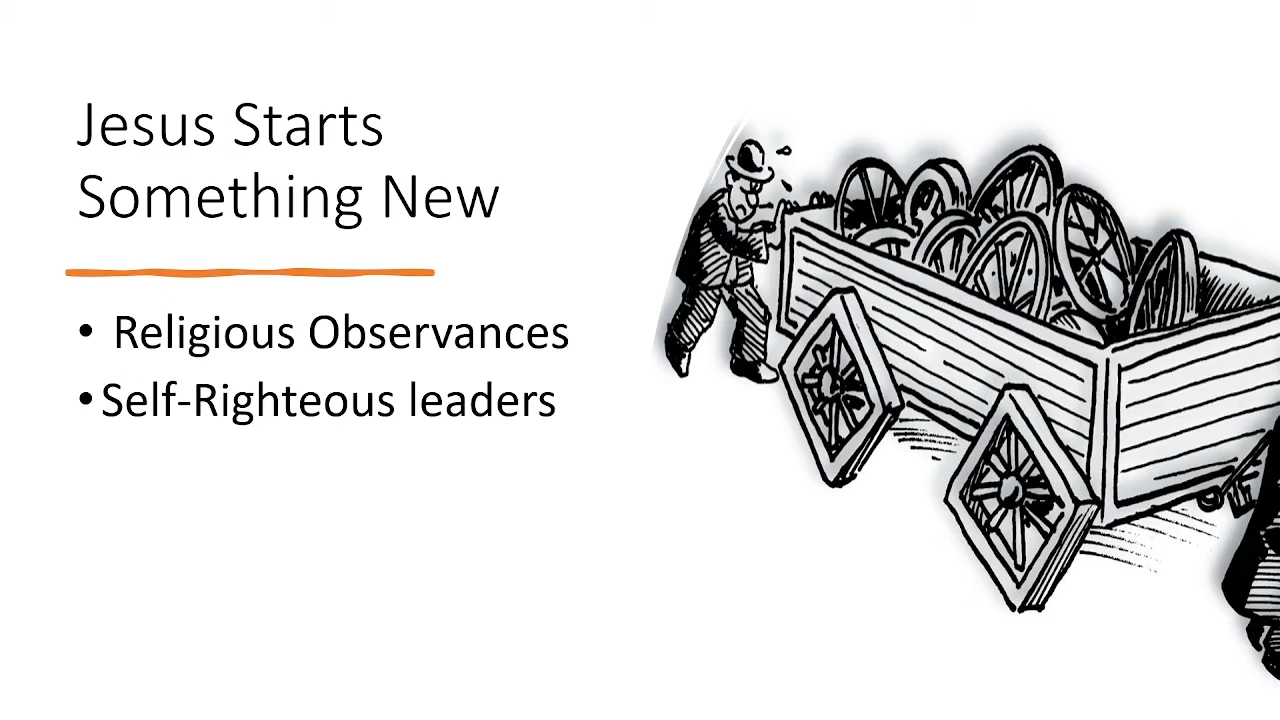 Jesus Starts
Something New
• Religious Observances
• Self-Righteous leaders